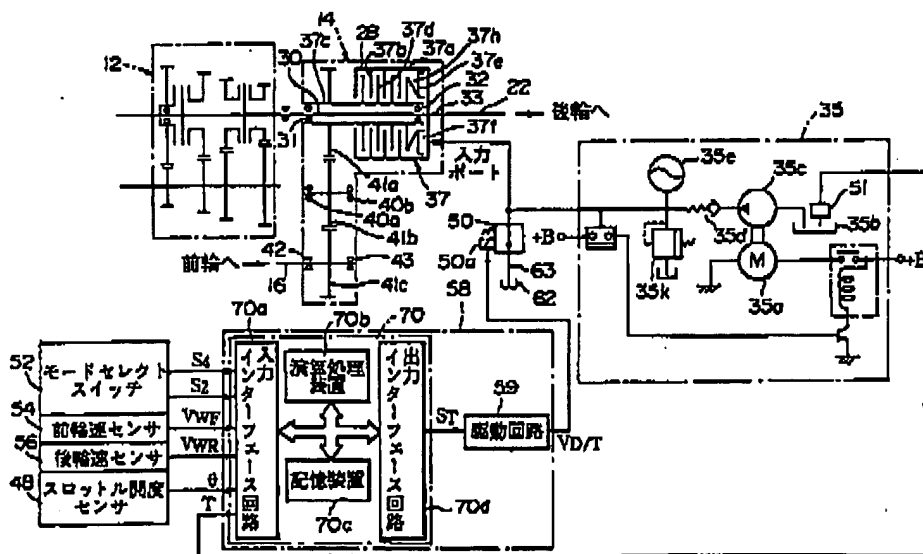 12
14
30
37c
28
37b
37d
37a
37h
37e
32
33
22
後輪へ
31
37f
37
入力
ポート
41a
40b
40a
41b
42
43
前輪へ
16
41c
50
50a
63
62
35
35e
35c
51
35b
35d
+B
+B
35k
M
35a
58
70a
70b
70
52
モードセレクト
スイッチ
S4
S2
54
前輪速センサ
VWF
56
後輪速センサ
VWR
48
スロットル開度
センサ
θ
T
入力
インターフェース回路
演算処理
装置
記憶装置
70c
出力
インターフェース回路
70d
ST
59
駆動回路
VD/T